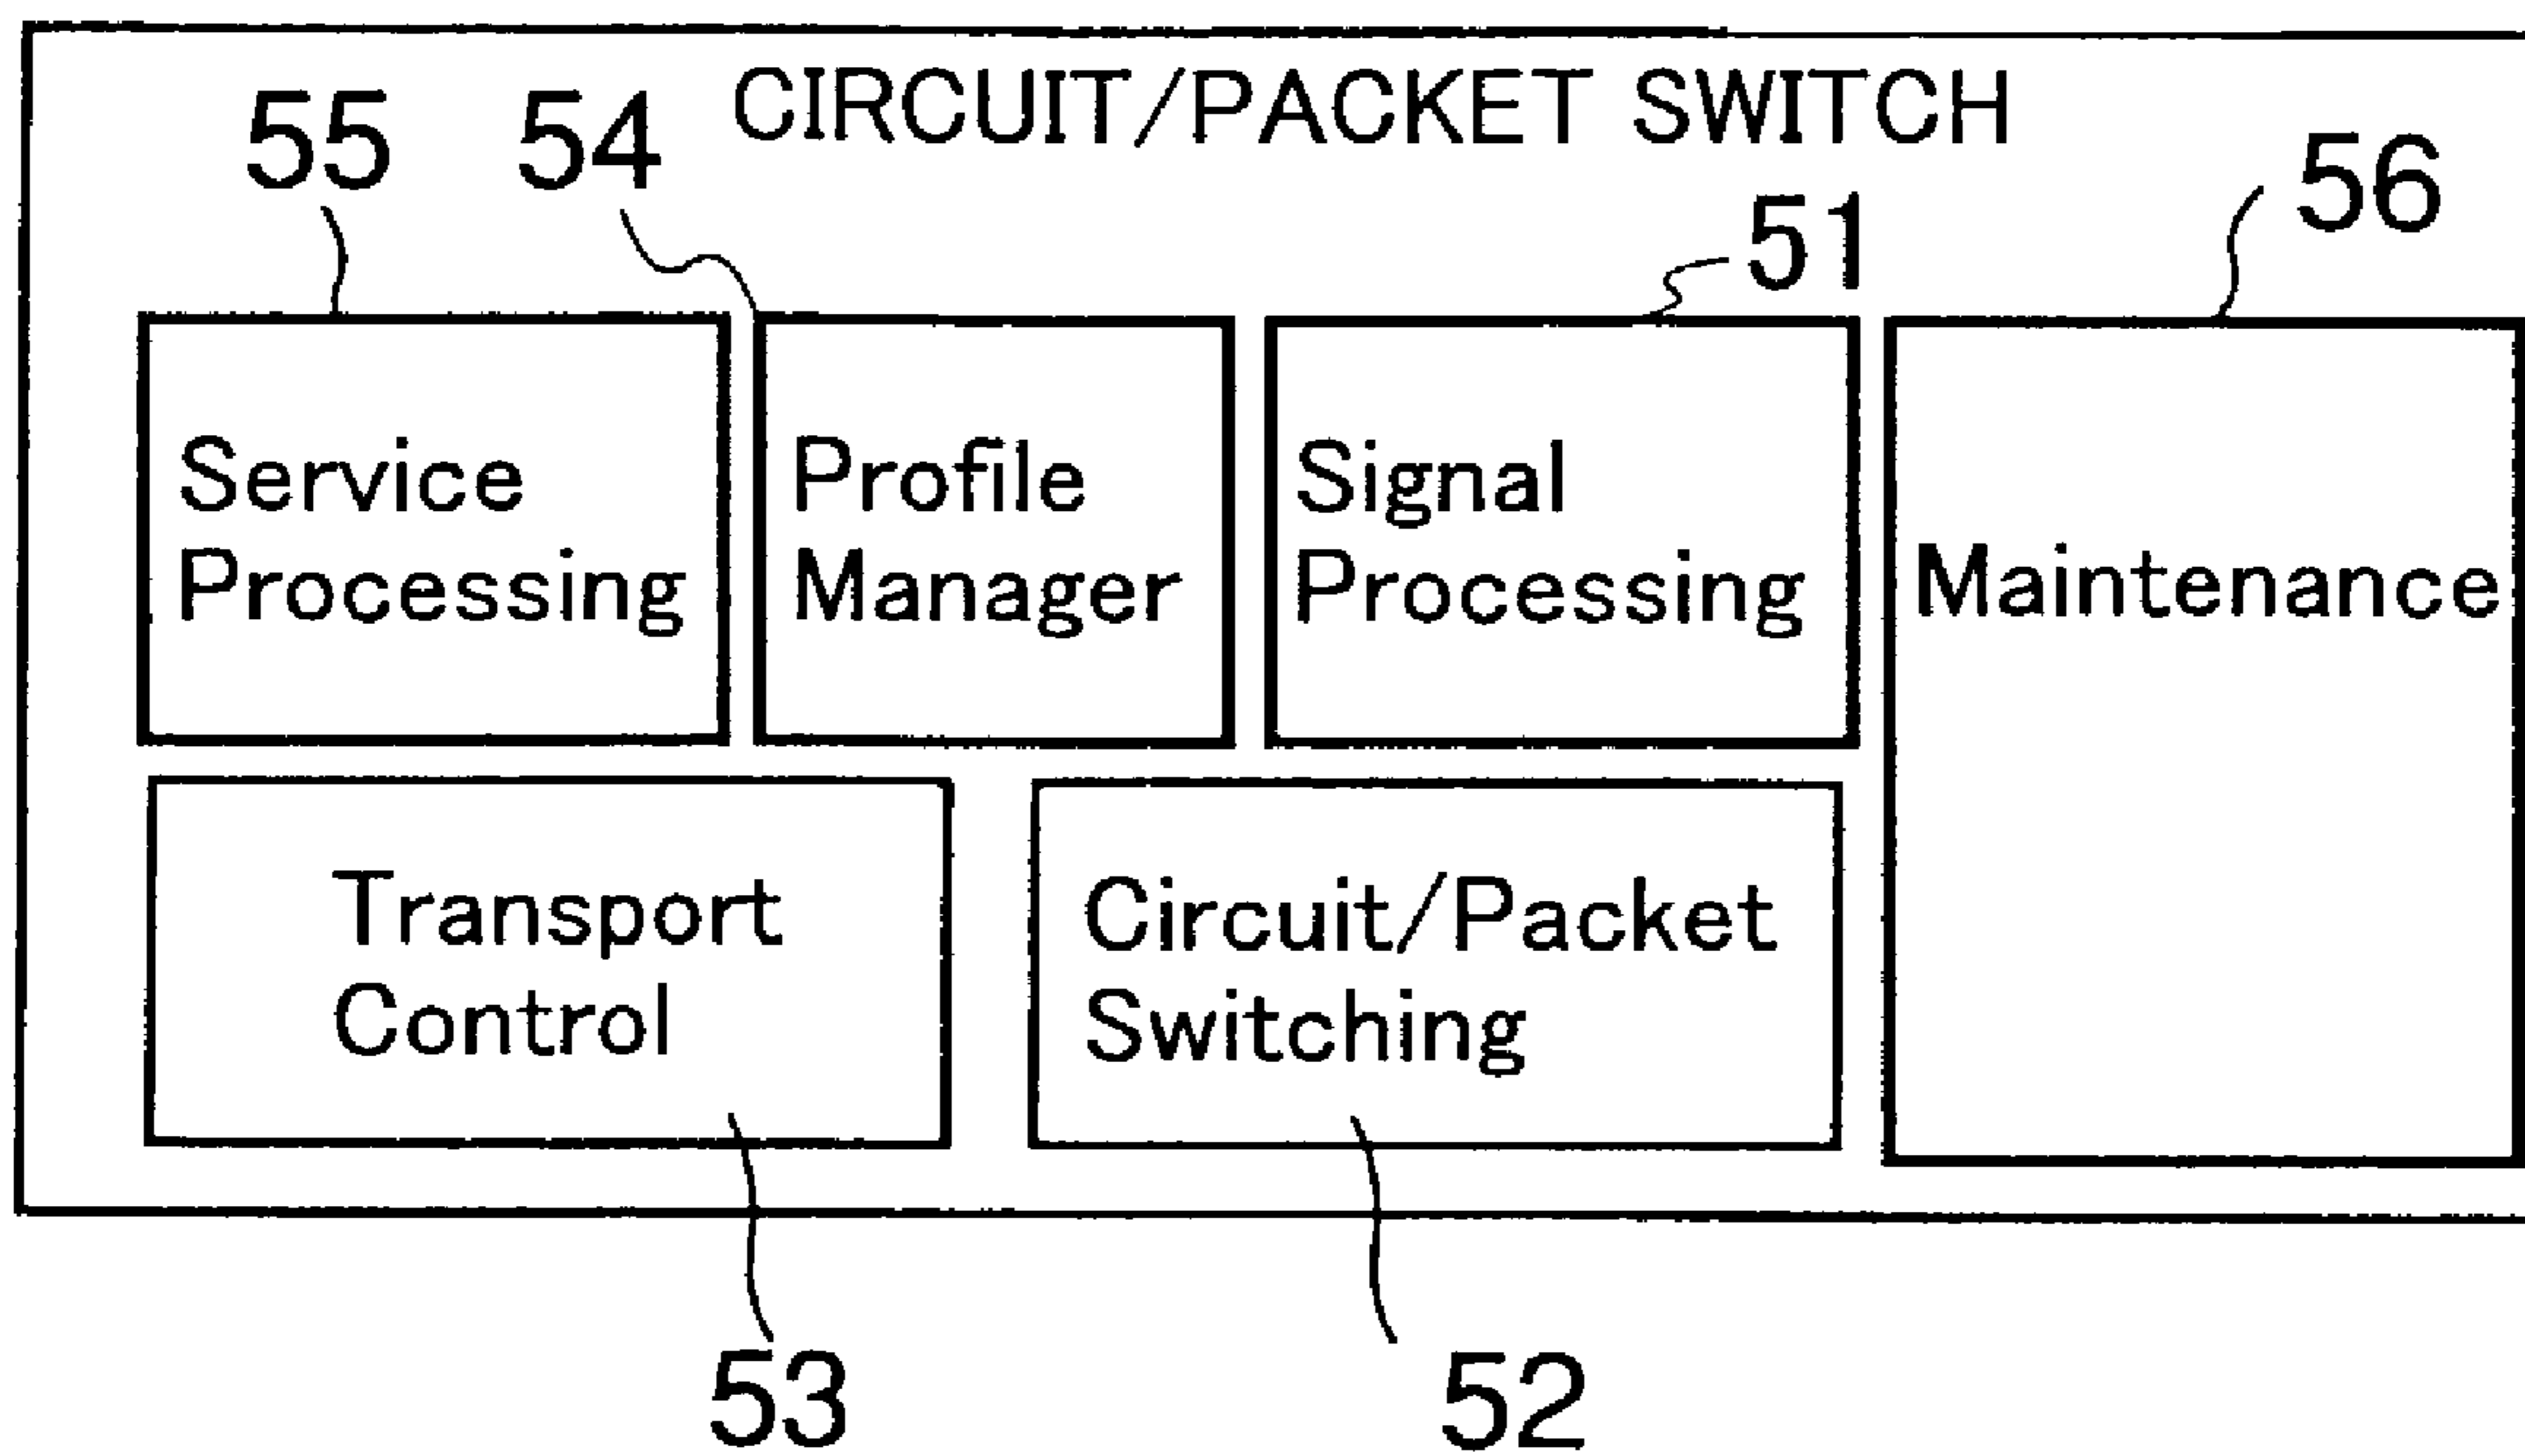 CIRCUIT/PACKET SWITCH
55
54
51
56
Service
Processing
Profile
Manager
Signal
Processing
Maintenance
Transport
Control
Circuit/Packet
Switching
53
52